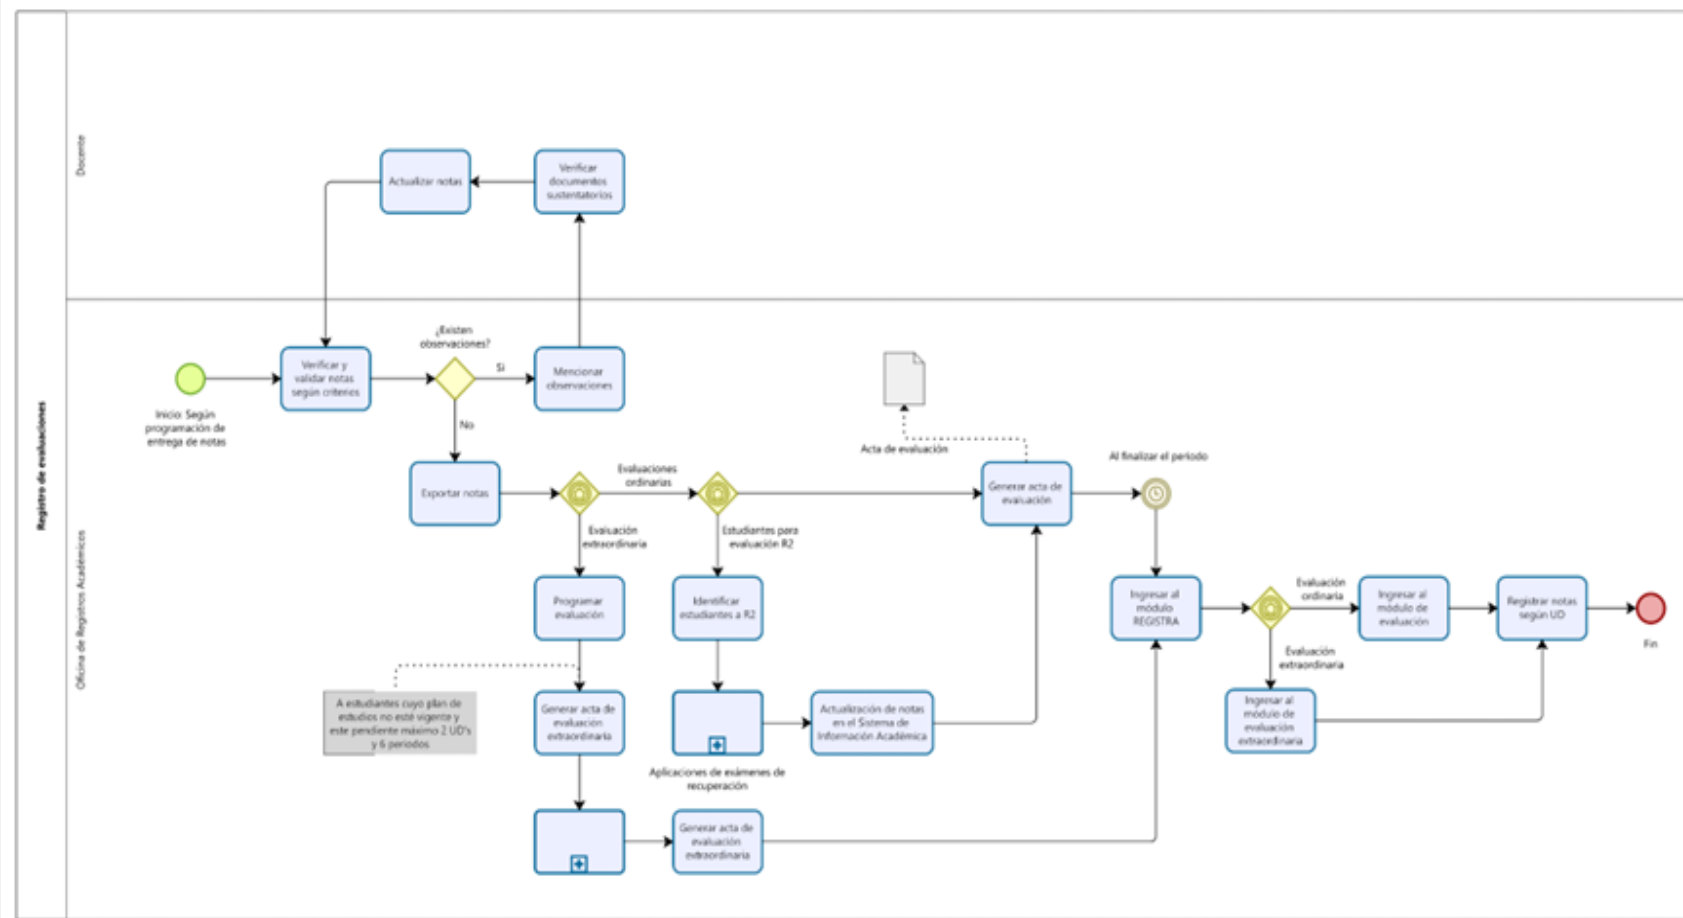 Registro de evaluaciones
Docente
Actualizar notas
Verificar
documentos
sustentatorios
Oficina de Registros Académicos
Inicio: Según
programación de
entrega de notas
Verificar y
validar notas
según criterios
¿Existen
observaciones?
Si
Mencionar
observaciones
No
Exportar notas
Evaluaciones
ordinarias
Evaluación
extraordinaria
Estudiantes para
evaluación R2
Acta de evaluación
Generar acta de
evaluación
Al finalizar el periodo
Programar
evaluación
Identificar
estudiantes a R2
A estudiantes cuyo plan de
estudios no esté vigente y
este pendiente máximo 2 UD's
y 6 periodos
Generar acta de
evaluación
extraordinaria
Aplicaciones de exámenes de
recuperación
Actualización de notas
en el Sistema de
Información Académica
Generar acta de
evaluación
extraordinaria
Ingresar al
módulo
REGISTRA
Evaluación
ordinaria
Evaluación
extraordinaria
Ingresar al
módulo de
evaluación
Ingresar al
módulo de
evaluación
extraordinaria
Registrar notas
según UD
Fin